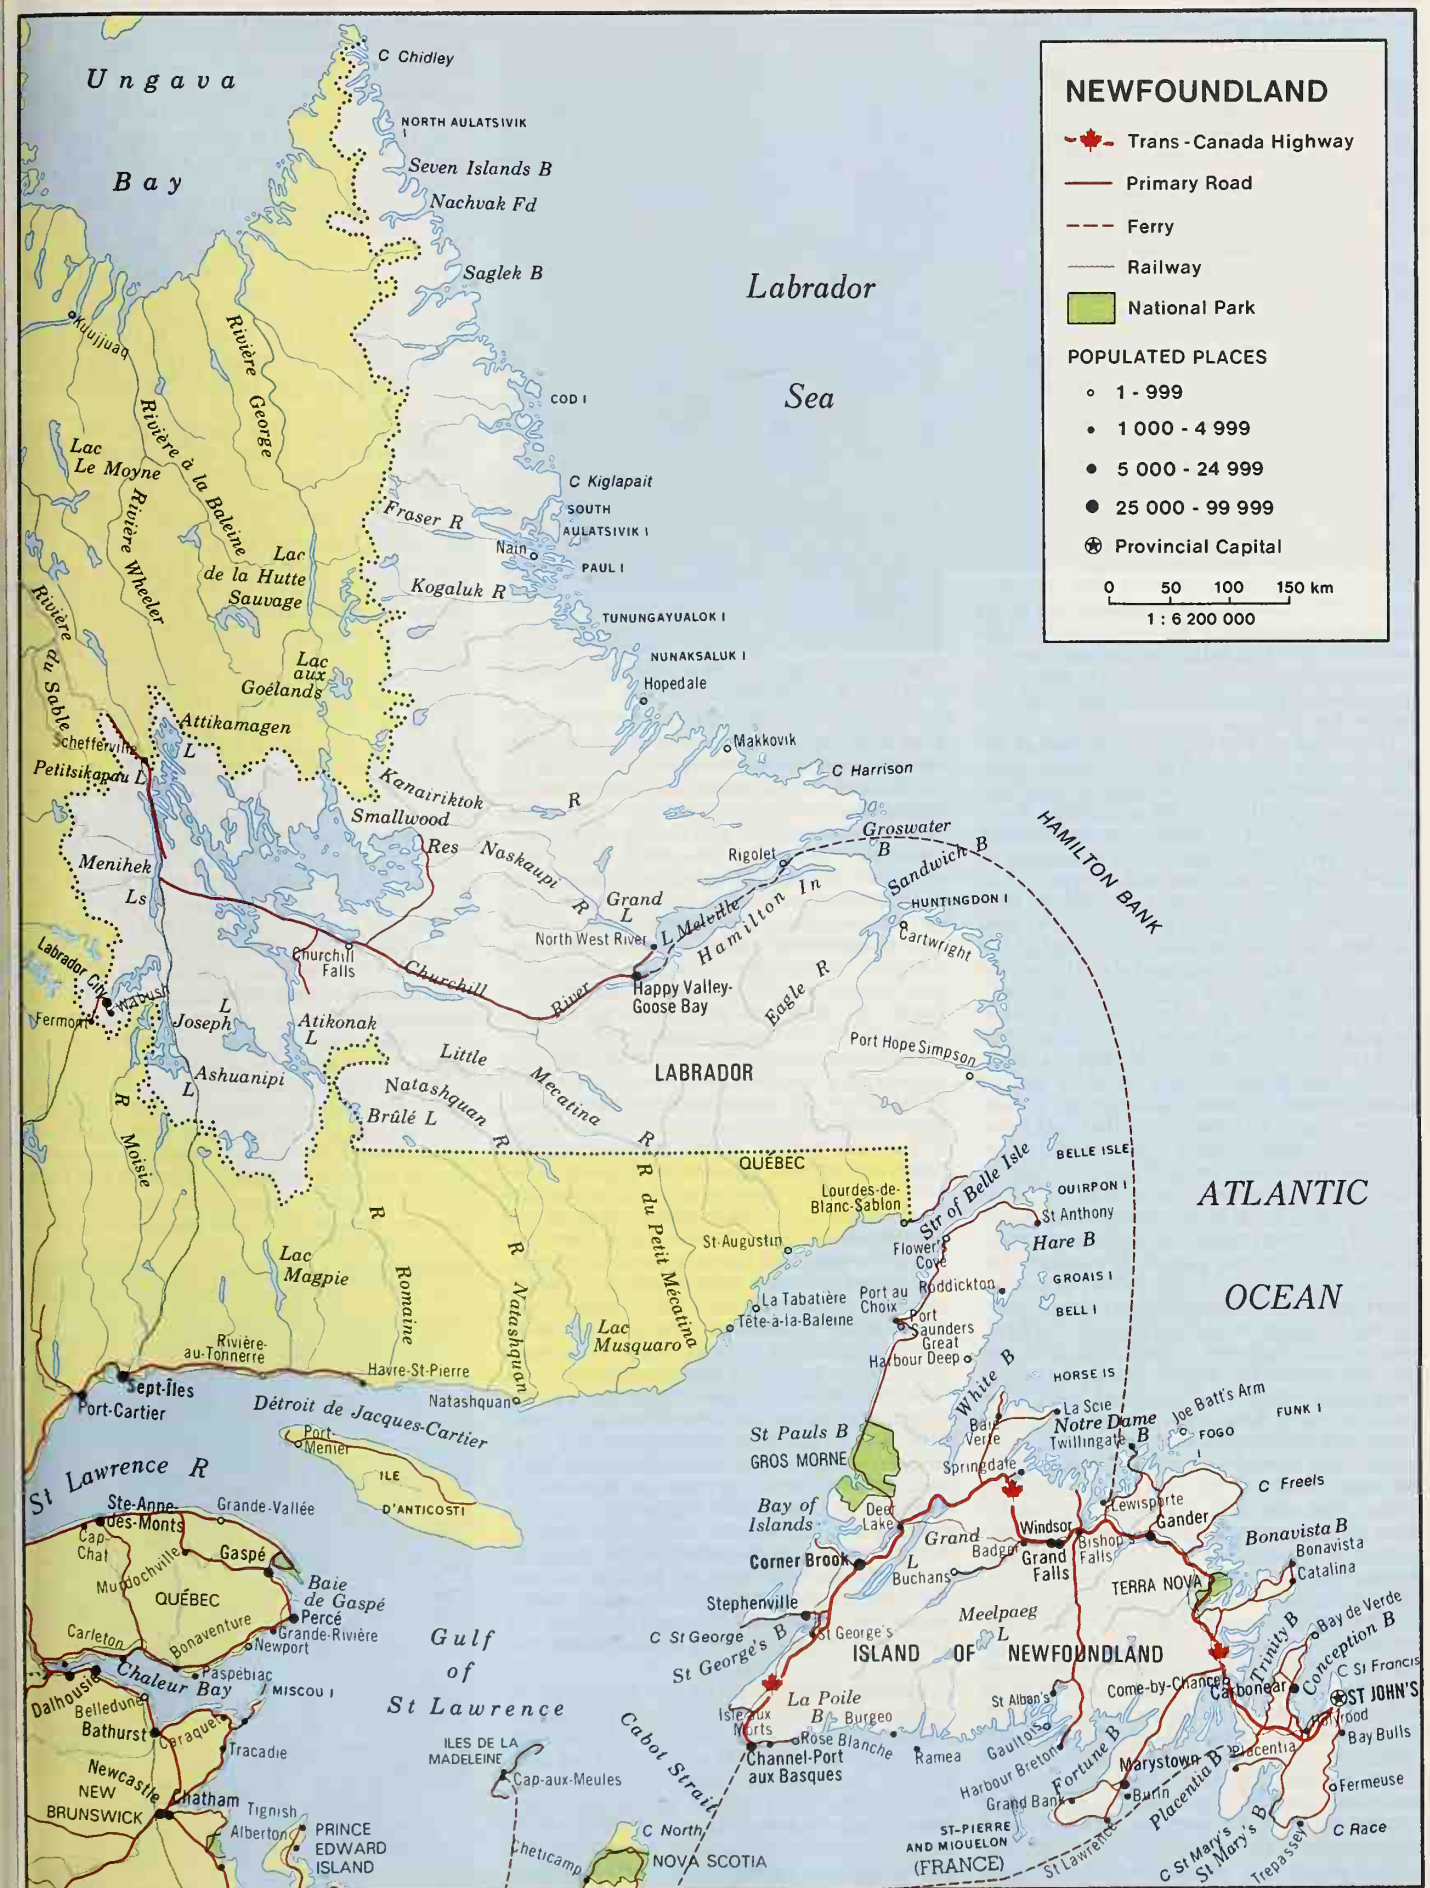 Ungava
Bay
C Chidley
NORTH AULATSIVIK
I
Seven Islands B
Nachvak Fd
Saglek B
Labrador
Sea
NEWFOUNDLAND
Trans-Canada Highway
Primary Road
Ferry
Railway
National Park
POPULATED PLACES
1 - 999
1 000 - 4 999
5 000 - 24 999
25 000 - 99 999
Provincial Capital
0 50 100 150 km
1 : 6 200 000
Kuujjuaq
Rivière George
Rivière à la Baleine
Lac
Le Moyne
Rivière Wheeler
Lac
de la Hutte
Sauvage
Rivière du Sable
Lac
aux
Goélands
COD I
C Kiglapait
SOUTH
AULATSIVIK I
Fraser R
Nain
PAUL I
Kogaluk R
TUNUNGAYUALOK I
NUNAKSALUK I
Hopedale
Makkovik
C Harrison
Attikamagen
L
Schefferville
Petitsikapau L
Kanairiktok
R
Smallwood
Res
Menihek
Ls
Naskaupi
R
Grand
L
Rigolet
Groswater
B
Sandwich B
HAMILTON BANK
HUNTINGDON I
Cartwright
North West River
L Melville
Hamilton In
Churchill
Falls
Churchill
River
Happy Valley-
Goose Bay
Eagle R
Labrador City
Wabush
Fermont
L
Joseph
Atikonak
L
Ashuanipi
L
Little
Mecatina
R
LABRADOR
Port Hope Simpson
Natashquan
R
Brûlé L
R
Moisie
QUÉBEC
Lourdes-de-
Blanc-Sablon
Str of Belle Isle
BELLE ISLE
QUIRPON I
St Anthony
Hare B
Flower's
Cove
GROAIS I
BELL I
ATLANTIC
OCEAN
St-Augustin
R du Petit Mécatina
R
Romaine
R
Natashquan
Lac
Magpie
Lac
Musquaro
La Tabatière
Tête-à-la-Baleine
Port au
Choix
Roddickton
Port
Saunders
Great
Harbour Deep
Rivière-
au-Tonnerre
Havre-St-Pierre
Natashquan
Sept-Îles
Port-Cartier
Détroit de Jacques-Cartier
Port-
Menier
ILE
D'ANTICOSTI
St Lawrence R
White B
HORSE IS
La Scie
Baie
Verte
Notre Dame
B
Twillingate
Joe Batt's Arm
FUNK I
FOGO
I
C Freels
St Pauls B
GROS MORNE
Springdale
Bay of
Islands
Deer
Lake
Lewisporte
Gander
Grand
L
Windsor
Badger
Grand
Falls
Bishop's
Falls
Buchans
Corner Brook
Bonavista B
Bonavista
Catalina
TERRA NOVA
Stephenville
C St George
St George's B
St George's
Meelpaeg
L
ISLAND OF NEWFOUNDLAND
Trinity B
Bay de Verde
Conception B
C St Francis
Come-by-Chance
Carbonear
ST JOHN'S
Holyrood
Bay Bulls
St Alban's
La Poile
B
Burgeo
Isle aux
Morts
Rose Blanche
Ramea
Gaultois
Harbour Breton
Fortune B
Marystown
Placentia
Placentia B
Channel-Port
aux Basques
Grand Bank
Burin
Fermeuse
ST-PIERRE
AND MIQUELON
(FRANCE)
St Lawrence
C St Mary's
St Mary's B
Trepassey
C Race
Ste-Anne-
des-Monts
Grande-Vallée
Cap-
Chat
Murdochville
Gaspé
QUÉBEC
Baie
de Gaspé
Percé
Grande-Rivière
Newport
Carleton
Bonaventure
Paspébiac
Chaleur Bay
MISCOU I
Dalhousie
Belledune
Bathurst
Caraquet
Tracadie
Newcastle
Chatham
NEW
BRUNSWICK
Tignish
Alberton
PRINCE
EDWARD
ISLAND
Gulf
of
St Lawrence
ILES DE LA
MADELEINE
Cap-aux-Meules
Cabot Strait
Cheticamp
C North
NOVA SCOTIA